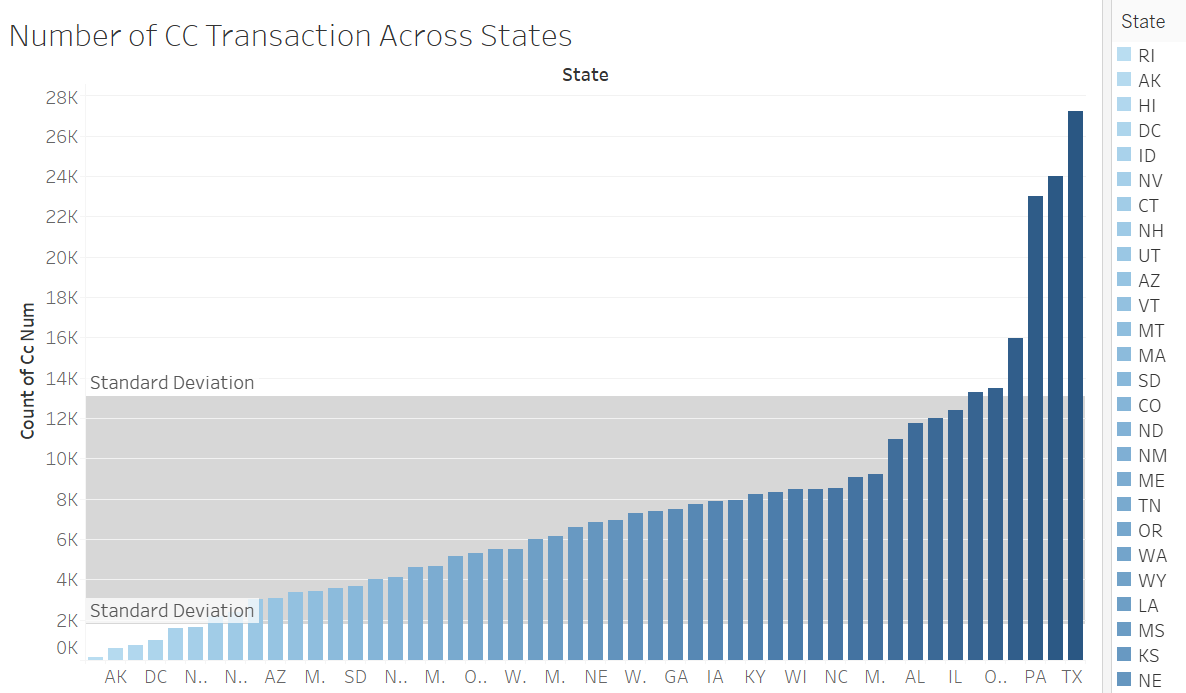 Number of CC Transaction Across States
State
State
RI
AK
HI
DC
ID
NV
CT
NH
UT
AZ
VT
MT
MA
SD
CO
ND
NM
ME
TN
OR
WA
WY
LA
MS
KS
NE
Count of Cc Num
28K
26K
24K
22K
20K
18K
16K
14K
12K
10K
8K
6K
4K
2K
0K
Standard Deviation
Standard Deviation
AK DC N.. N.. AZ M. SD N.. M. O.. W. M. NE W. GA IA KY WI NC M. AL IL O.. PA TX